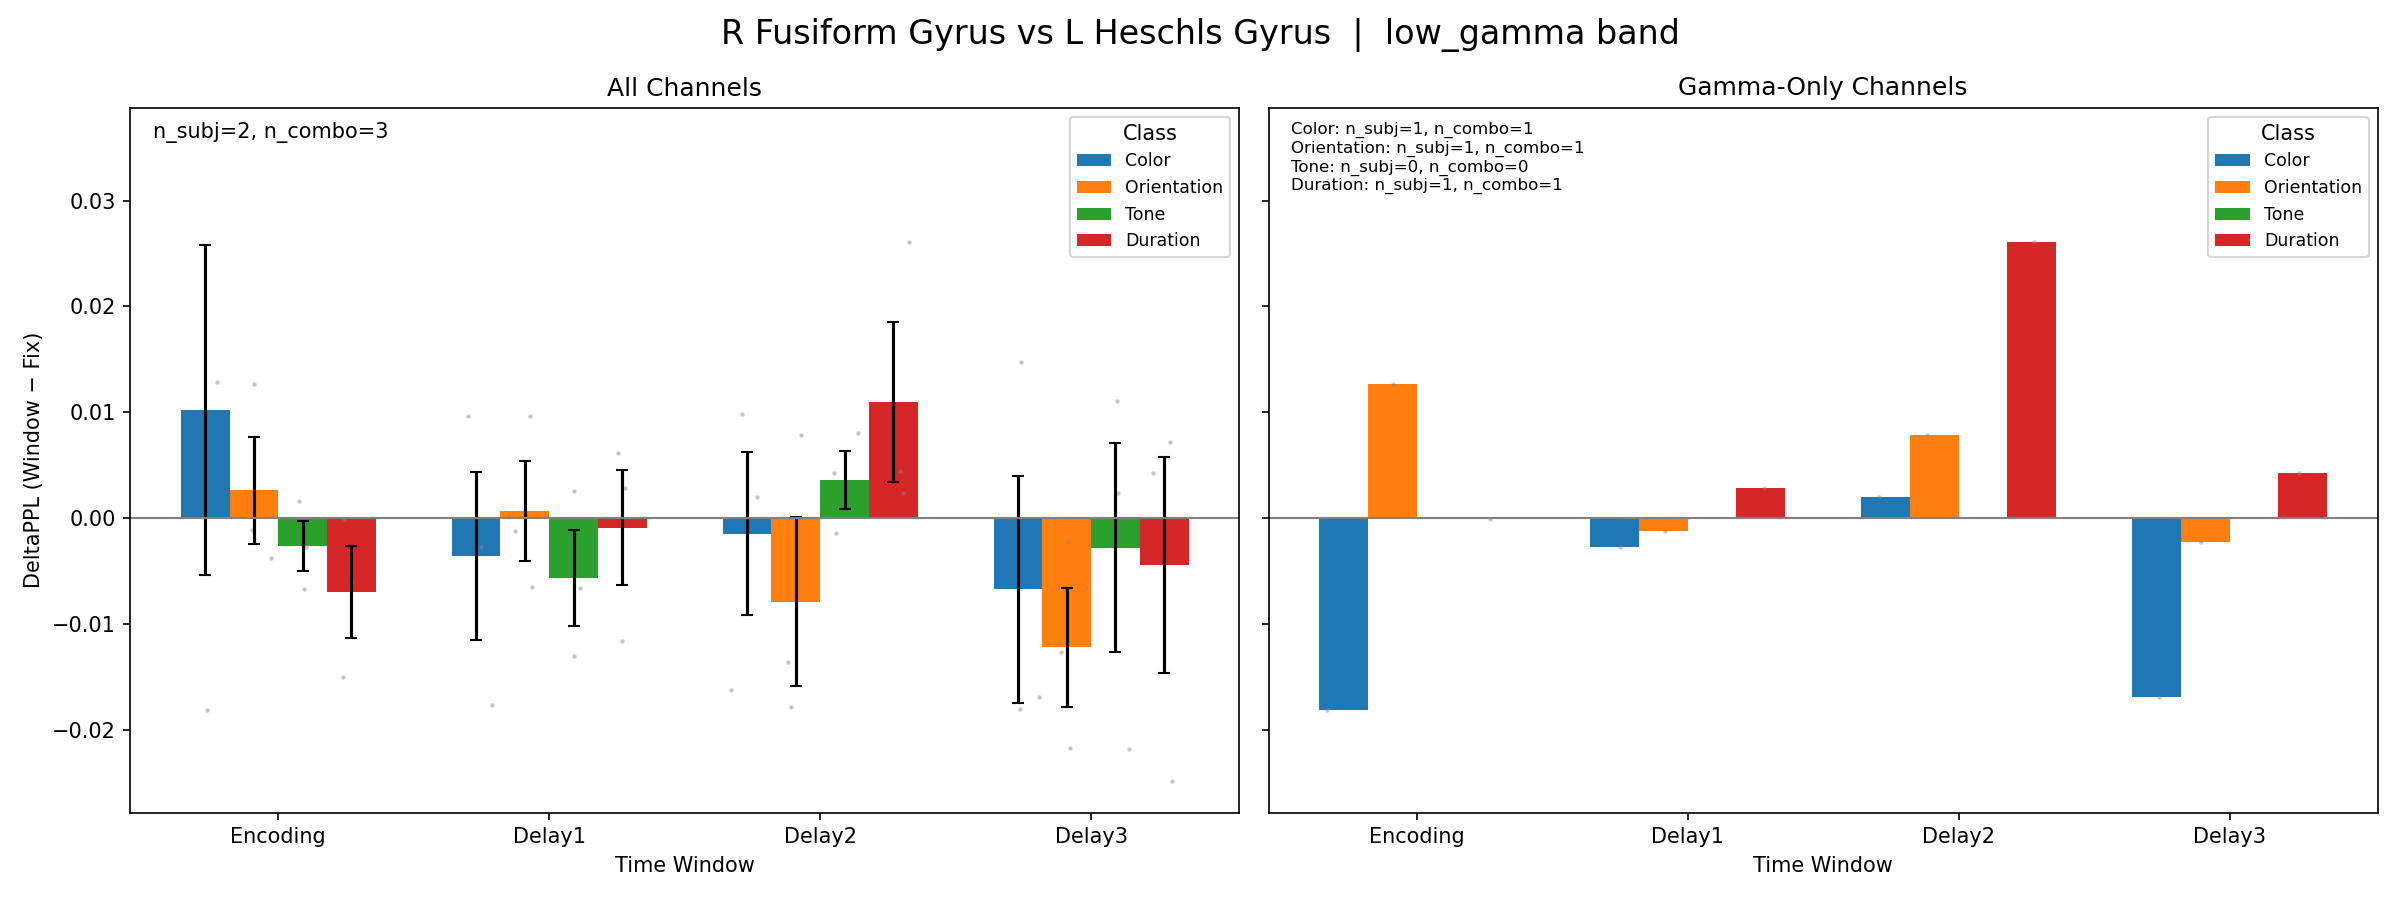 R Fusiform Gyrus vs L Heschls Gyrus | low_gamma band
All Channels
n_subj=2, n_combo=3
Class
Color
Orientation
Tone
Duration
0.03
0.02
0.01
0.00
−0.01
−0.02
DeltaPPL (Window − Fix)
Encoding
Delay1
Delay2
Delay3
Time Window
Gamma-Only Channels
Color: n_subj=1, n_combo=1
Orientation: n_subj=1, n_combo=1
Tone: n_subj=0, n_combo=0
Duration: n_subj=1, n_combo=1
Class
Color
Orientation
Tone
Duration
Encoding
Delay1
Delay2
Delay3
Time Window